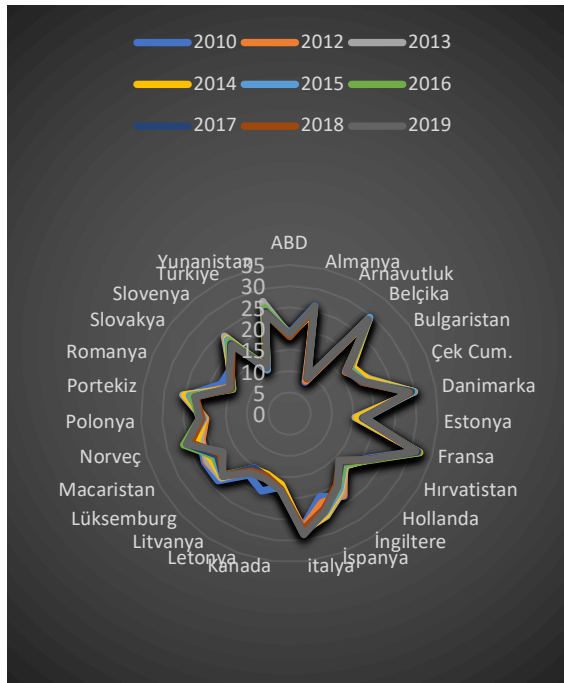 2010 2012 2013
2014 2015 2016
2017 2018 2019
ABD
Almanya
Arnavutluk
Belçika
Bulgaristan
Çek Cum.
Danimarka
Estonya
Fransa
Hırvatistan
Hollanda
İngiltere
İspanya
italya
Kanada
Letonya
Litvanya
Lüksemburg
Macaristan
Norveç
Polonya
Portekiz
Romanya
Slovakya
Slovenya
Türkiye
Yunanistan
35
30
25
20
15
10
5
0